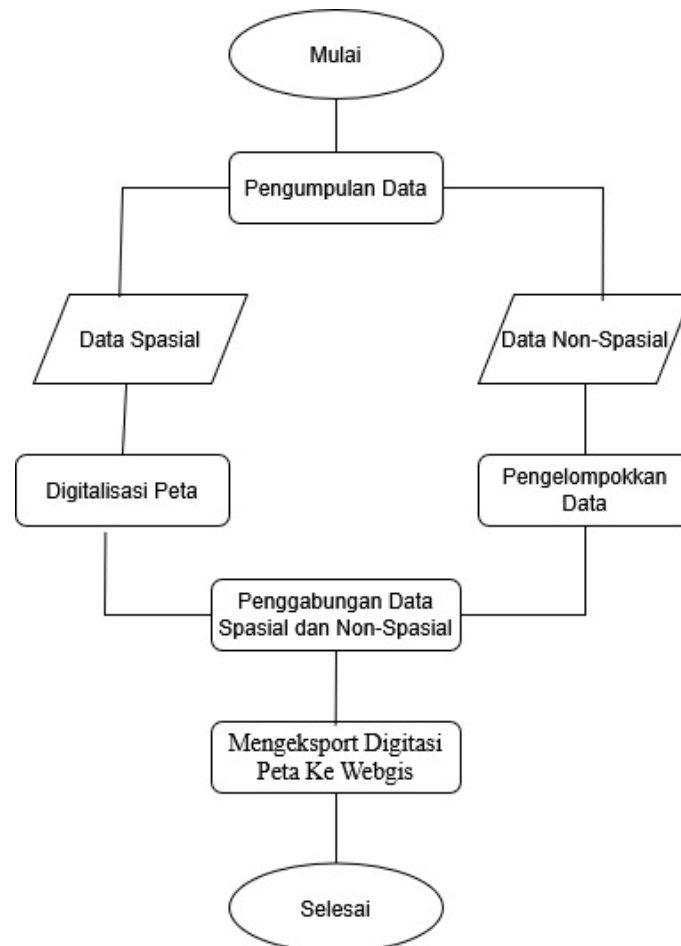 Mulai
Pengumpulan Data
Data Spasial
Data Non-Spasial
Digitalisasi Peta
Pengelompokkan
Data
Penggabungan Data
Spasial dan Non-Spasial
Mengeksport Digitasi
Peta Ke Webgis
Selesai